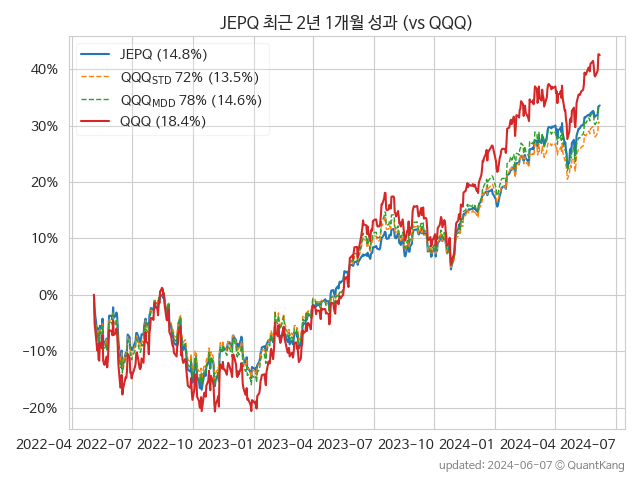 JEPQ 최근 2년 1개월 성과 (vs QQQ)
JEPQ (14.8%)
QQQSTD 72% (13.5%)
QQQMDD 78% (14.6%)
QQQ (18.4%)
40%
30%
20%
10%
0%
−10%
−20%
2022-04 2022-07 2022-10 2023-01 2023-04 2023-07 2023-10 2024-01 2024-04 2024-07
updated: 2024-06-07 © QuantKang